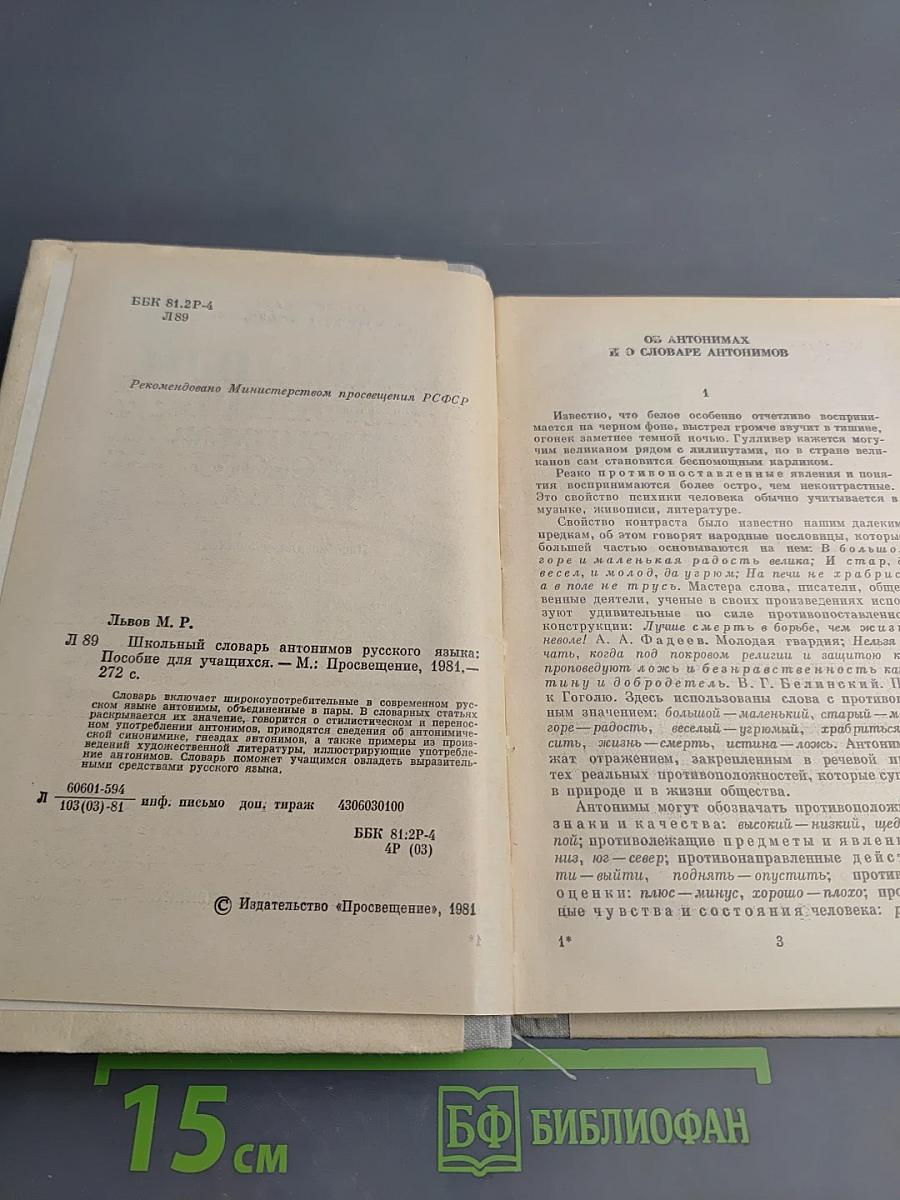 ББК 81.2Р-4
Л89
Рекомендовано Министерством просвещения РСФСР
Львов М. Р.
Л 89 Школьный словарь антонимов русского языка:
Пособие для учащихся. — М.: Просвещение, 1981.—
272 с.
Словарь включает широкоупотребительные в современном рус-
ском языке антонимы, объединенные в пары. В словарных статьях
раскрывается их значение, говорится о стилистическом и перенос-
ном употреблении антонимов, приводятся сведения об антонимиче-
ской синонимике, гнездах антонимов, а также примеры из произ-
ведений художественной литературы, иллюстрирующие употребле-
ние антонимов. Словарь поможет учащимся овладеть выразитель-
ными средствами русского языка.
Л 60601-594
103(03)-81 инф. письмо доп. тираж 4306030100
ББК 81:2Р-4
4Р (03)
© Издательство «Просвещение», 1981
ОБ АНТОНИМАХ
И О СЛОВАРЕ АНТОНИМОВ
1
Известно, что белое особенно отчетливо восприни-
мается на черном фоне, выстрел громче звучит в тишине,
огонек заметнее темной ночью. Гулливер кажется могу-
чим великаном рядом с лилипутами, но в стране вели-
канов сам становится беспомощным карликом.
Резко противопоставленные явления и поня-
тия воспринимаются более остро, чем неконтрастные.
Это свойство психики человека обычно учитывается в
музыке, живописи, литературе.
Свойство контраста было известно нашим далеким
предкам, об этом говорят народные пословицы, которые
большей частью основываются на нем: В большо
горе и маленькая радость велика; И стар, д
весел, и молод, да угрюм; На печи не храбрис
а в поле не трусь. Мастера слова, писатели, обще
венные деятели, ученые в своих произведениях испо
зуют удивительные по силе противопоставленно
конструкции: Лучше смерть в борьбе, чем жизн
неволе! А. А. Фадеев. Молодая гвардия; Нельзя
чать, когда под покровом религии и защитою к
проповедуют ложь и безнравственность ка
тину и добродетель. В. Г. Белинский. П
к Гоголю. Здесь использованы слова с противо
ным значением: большой—маленький, старый—м
горе—радость, веселый—угрюмый, храбриться
сить, жизнь—смерть, истина—ложь. Антоним
жат отражением, закрепленным в речевой п
тех реальных противоположностей, которые су
в природе и в жизни общества.
Антонимы могут обозначать противоположн
знаки и качества: высокий—низкий, щед
пой; противолежащие предметы и явлен
низ, юг—север; противонаправленные дейс
ти—выйти, поднять—опустить; против
оценки: плюс—минус, хорошо—плохо; про
ные чувства и состояния человека: р
1*
3
15 см
БФ БИБЛИОФАН